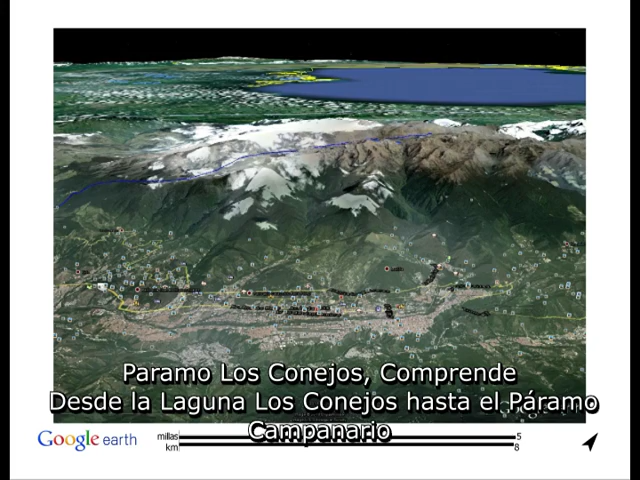 Paramo Los Conejos, Comprende
Desde la Laguna Los Conejos hasta el Páramo
Campanario
Google earth
millas 5
km 8